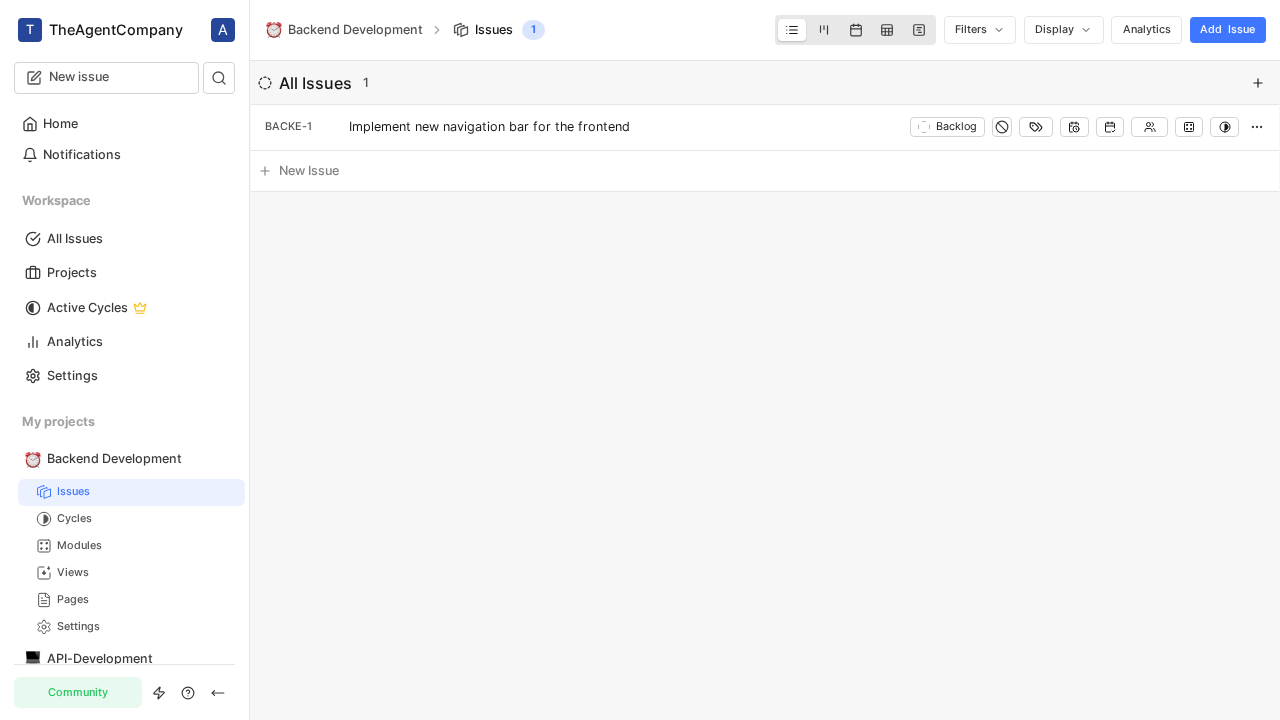 T TheAgentCompany A
New issue
Home
Notifications
Workspace
All Issues
Projects
Active Cycles
Analytics
Settings
My projects
Backend Development
Issues
Cycles
Modules
Views
Pages
Settings
API-Development
Community
Backend Development Issues 1
Filters Display Analytics Add Issue
All Issues 1
BACKE-1 Implement new navigation bar for the frontend Backlog
New Issue